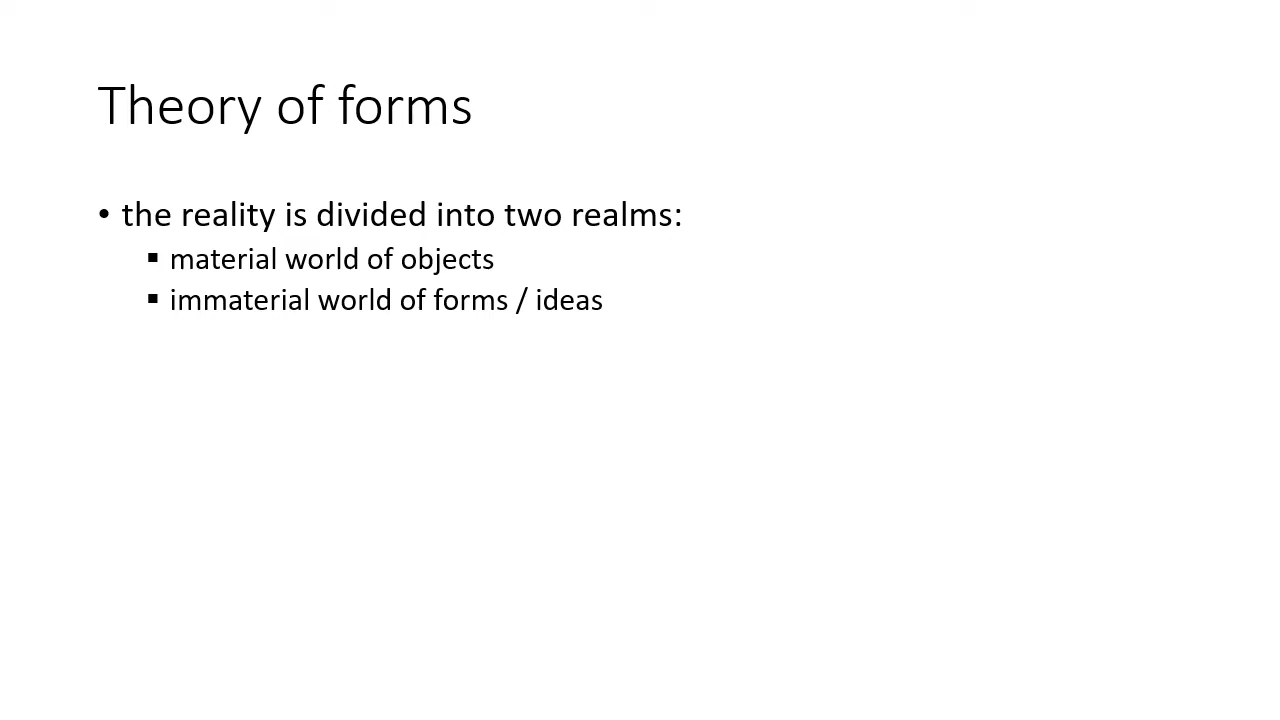 Theory of forms
• the reality is divided into two realms:
▪ material world of objects
▪ immaterial world of forms / ideas